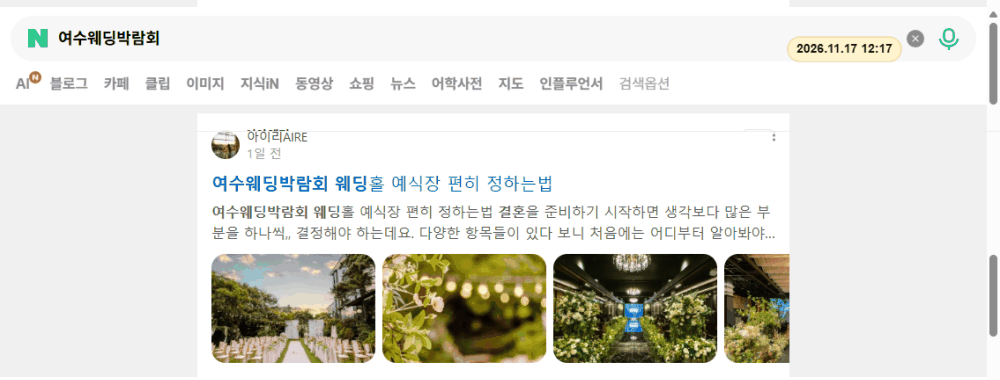 N 여수웨딩박람회
2026.11.17 12:17
AI N 블로그 카페 클립 이미지 지식iN 동영상 쇼핑 뉴스 어학사전 지도 인플루언서 검색옵션
아이리AIRE
1일 전
여수웨딩박람회 웨딩홀 예식장 편히 정하는법
여수웨딩박람회 웨딩홀 예식장 편히 정하는법 결혼을 준비하기 시작하면 생각보다 많은 부
분을 하나씩,, 결정해야 하는데요. 다양한 항목들이 있다 보니 처음에는 어디부터 알아봐야...